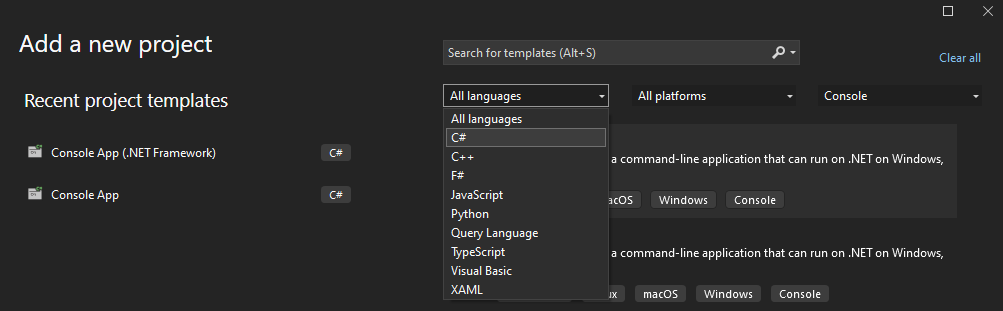 Add a new project
Search for templates (Alt+S)
Clear all
Recent project templates
All languages
All platforms
Console
Console App (.NET Framework)
C#
Console App
C#
All languages
C#
C++
F#
JavaScript
Python
Query Language
TypeScript
Visual Basic
XAML
a command-line application that can run on .NET on Windows,
acOS
Windows
Console
a command-line application that can run on .NET on Windows,
ux
macOS
Windows
Console